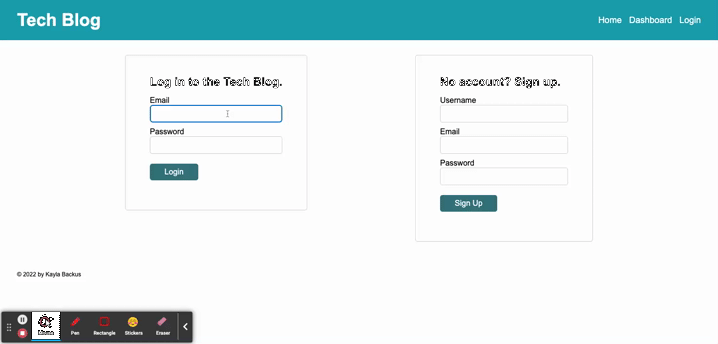 Tech Blog
Home Dashboard Login
Log in to the Tech Blog.
Email
Password
Login
No account? Sign up.
Username
Email
Password
Sign Up
© 2022 by Kayla Backus
Pen Rectangle Stickers Eraser